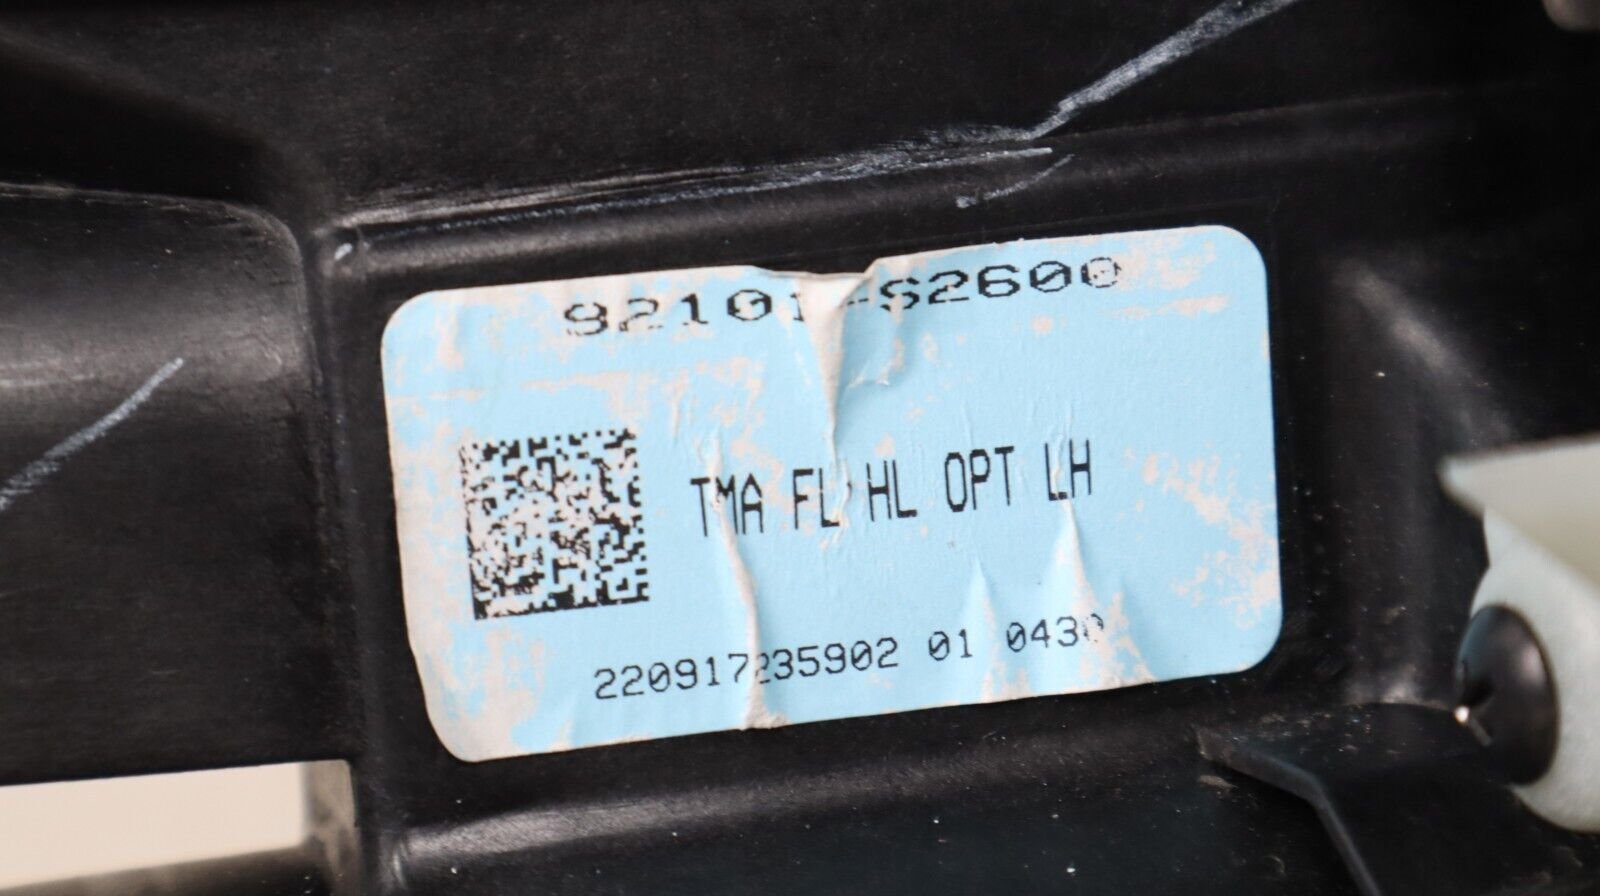 92101-S2600
TMA FL HL OPT LH
220917235902 01 0430